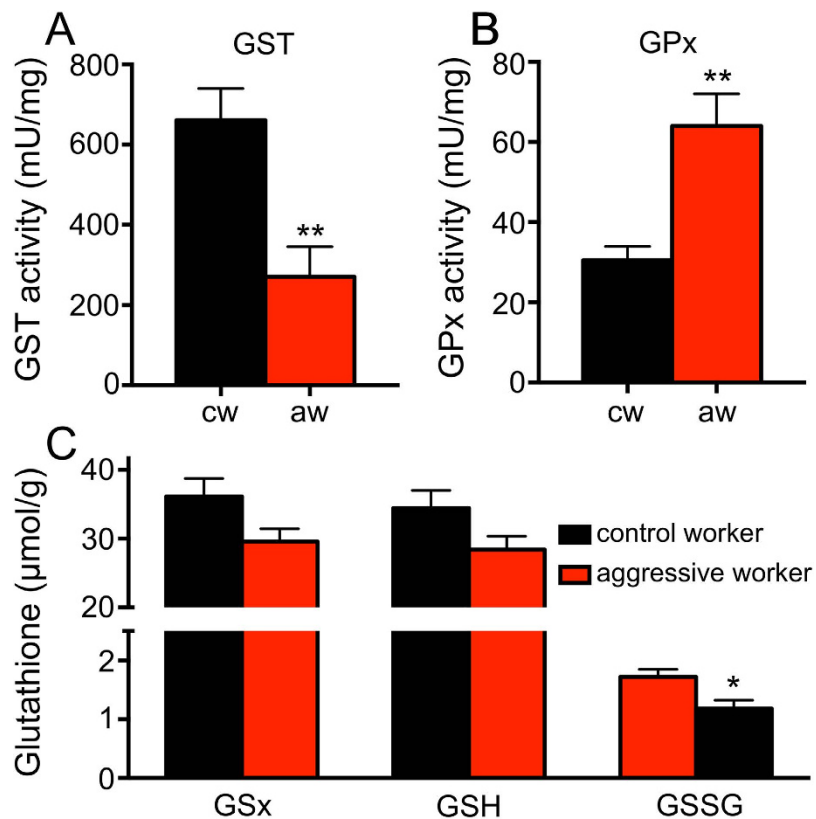 A
GST
GST activity (mU/mg)
800
600
400
200
0
**
cw
aw
B
GPx
GPx activity (mU/mg)
80
60
40
20
0
**
cw
aw
C
Glutathione (μmol/g)
40
30
20
2
1
0
control worker
aggressive worker
*
GSx
GSH
GSSG